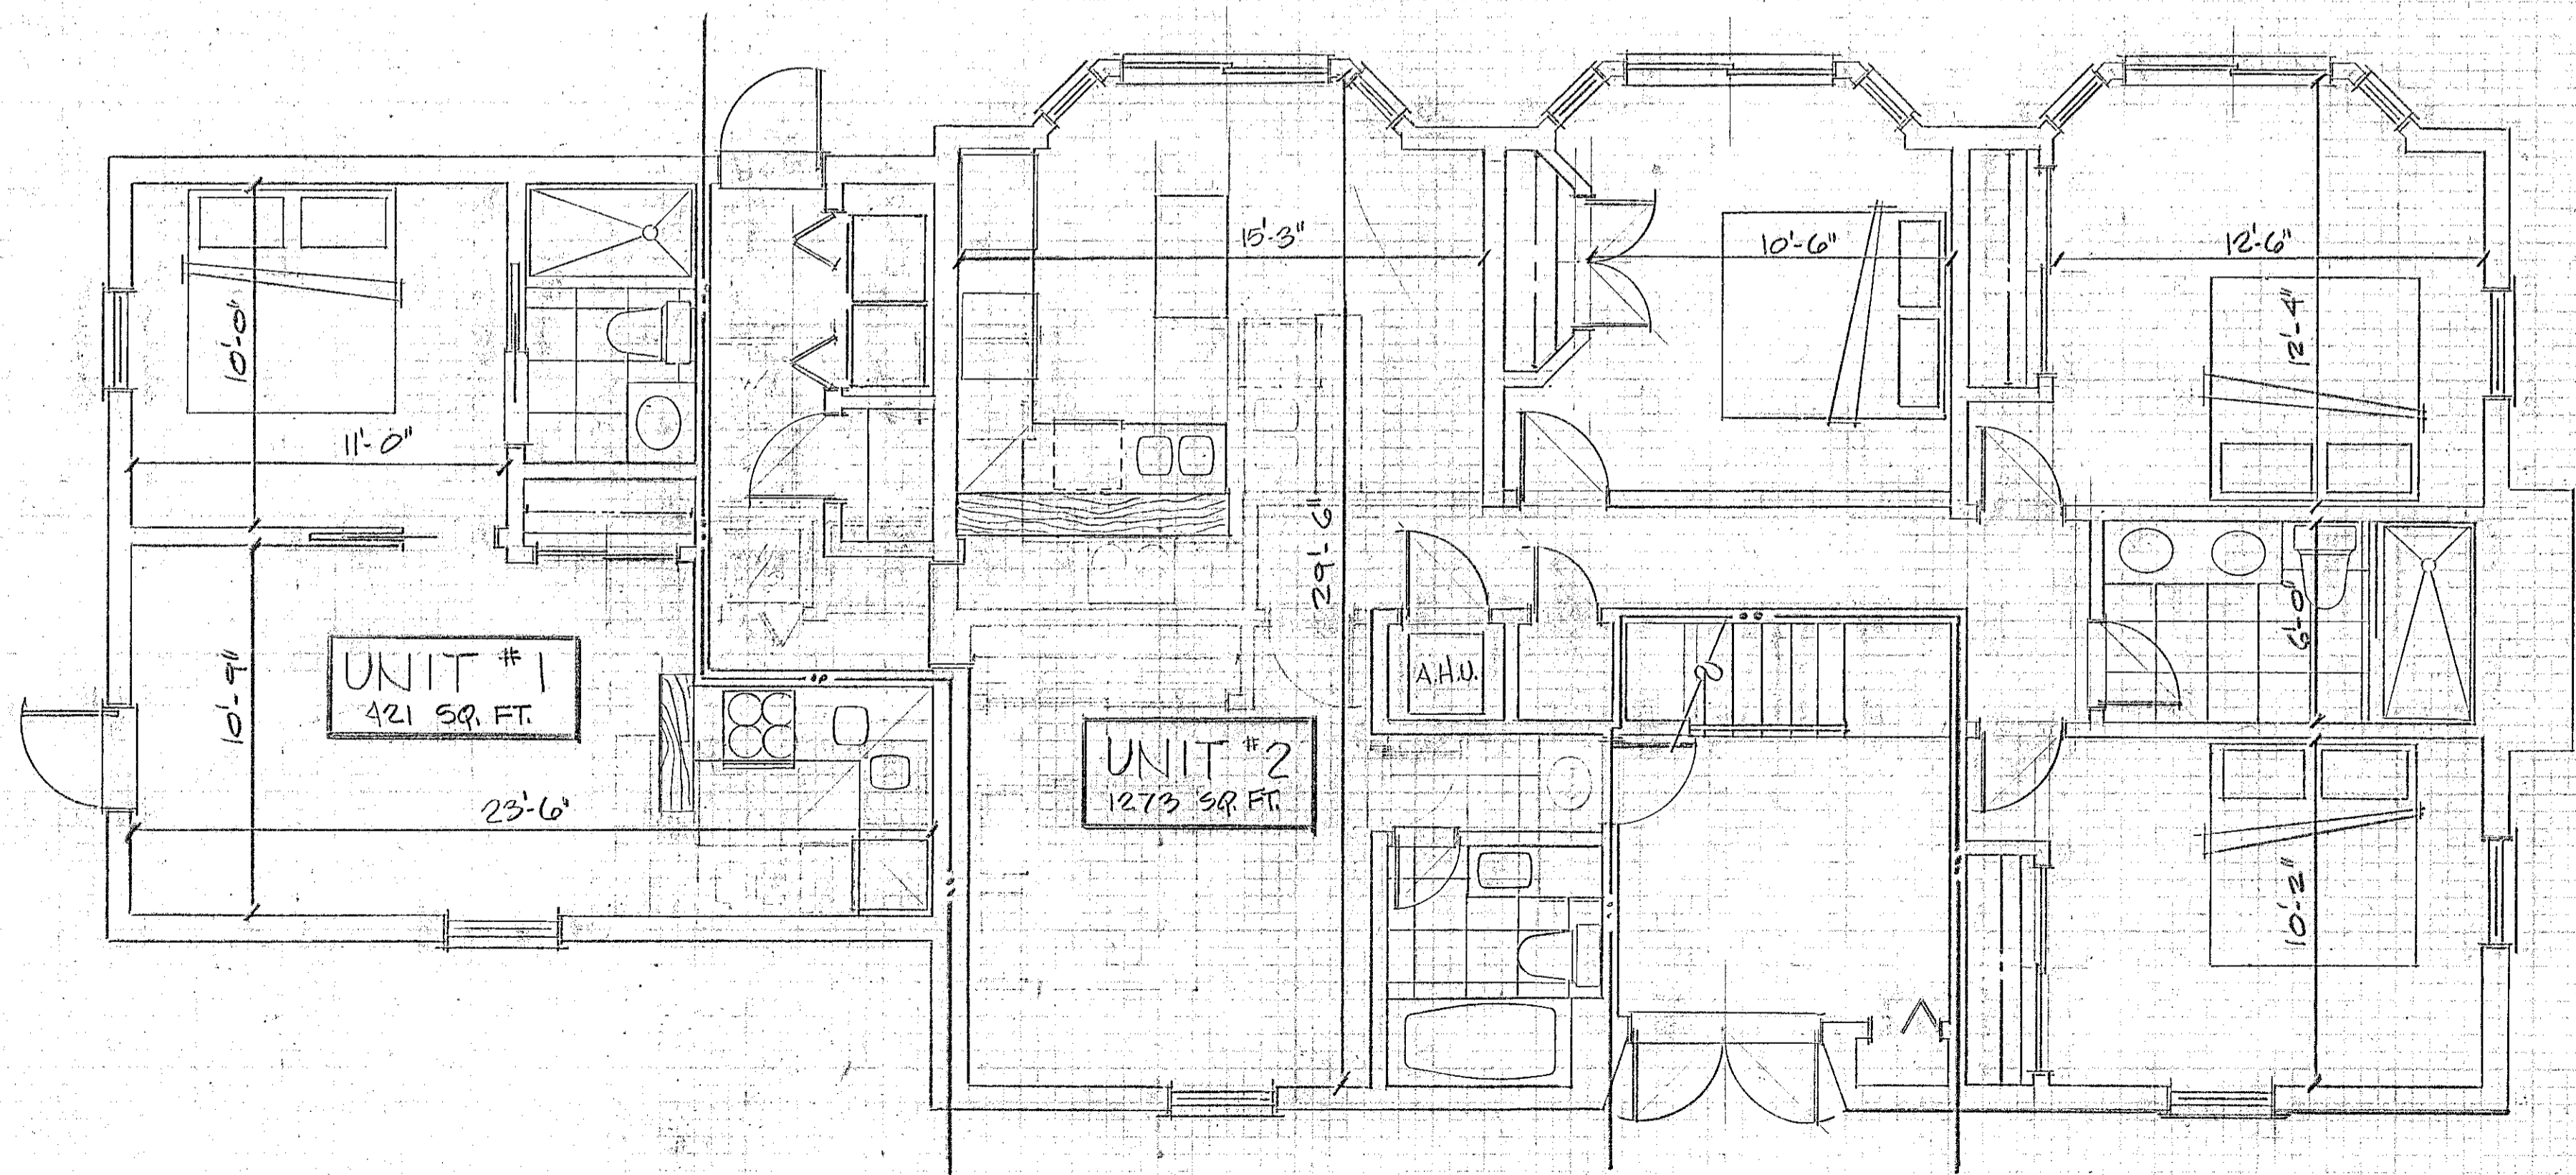 15'-3"
10'-6"
12'-6"
10'-0"
12'-4"
11'-0"
29'-6"
6'-0"
UNIT #1
421 SQ. FT.
A.H.U.
10'-9"
UNIT #2
1273 SQ. FT.
23'-6"
10'-2"